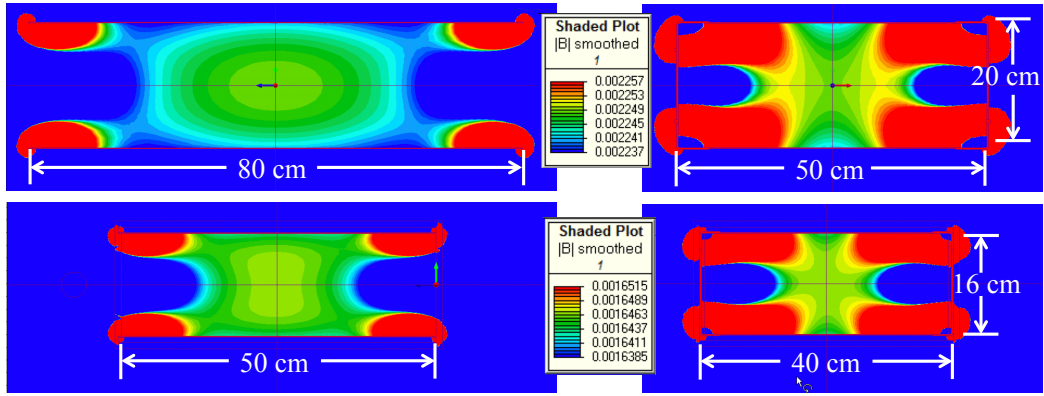 Shaded Plot
|B| smoothed
1
0.002257
0.002253
0.002249
0.002245
0.002241
0.002237
80 cm
20 cm
50 cm
Shaded Plot
|B| smoothed
1
0.0016515
0.0016489
0.0016463
0.0016437
0.0016411
0.0016385
50 cm
16 cm
40 cm